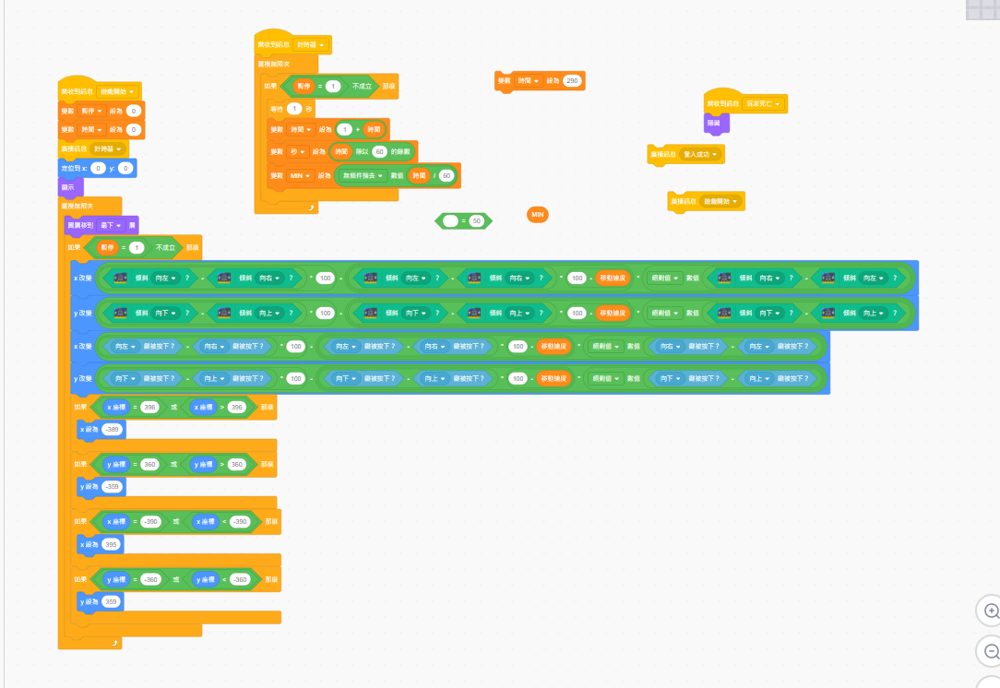 當收到訊息 遊戲開始
變數 暫停 設為 0
變數 時間 設為 0
廣播訊息 計時器
定位到 x: 0 y: 0
顯示
重複無限次
圖層移到 最下 層
如果 暫停 = 1 不成立 那麼
x 改變 傾斜 向左 ? - 傾斜 向右 ? * 100 - 傾斜 向左 ? - 傾斜 向右 ? * 100 - 移動速度 * 絕對值 數值 傾斜 向右 ? - 傾斜 向左 ?
y 改變 傾斜 向下 ? - 傾斜 向上 ? * 100 - 傾斜 向下 ? - 傾斜 向上 ? * 100 - 移動速度 * 絕對值 數值 傾斜 向下 ? - 傾斜 向上 ?
x 改變 向左 鍵被按下? - 向右 鍵被按下? * 100 - 向左 鍵被按下? - 向右 鍵被按下? * 100 - 移動速度 * 絕對值 數值 向右 鍵被按下? - 向左 鍵被按下?
y 改變 向下 鍵被按下? - 向上 鍵被按下? * 100 - 向下 鍵被按下? - 向上 鍵被按下? * 100 - 移動速度 * 絕對值 數值 向下 鍵被按下? - 向上 鍵被按下?
如果 x 座標 = 396 或 x 座標 > 396 那麼
x 設為 -389
如果 y 座標 = 360 或 y 座標 > 360 那麼
y 設為 -359
如果 x 座標 = -390 或 x 座標 < -390 那麼
x 設為 395
如果 y 座標 = -360 或 y 座標 < -360 那麼
y 設為 359
當收到訊息 計時器
重複無限次
如果 暫停 = 1 不成立 那麼
等待 1 秒
變數 時間 設為 1 + 時間
變數 秒 設為 時間 除以 60 的餘數
變數 MIN 設為 無條件捨去 數值 時間 / 60
變數 時間 設為 290
= 50
MIN
當收到訊息 玩家死亡
隱藏
廣播訊息 登入成功
廣播訊息 遊戲開始